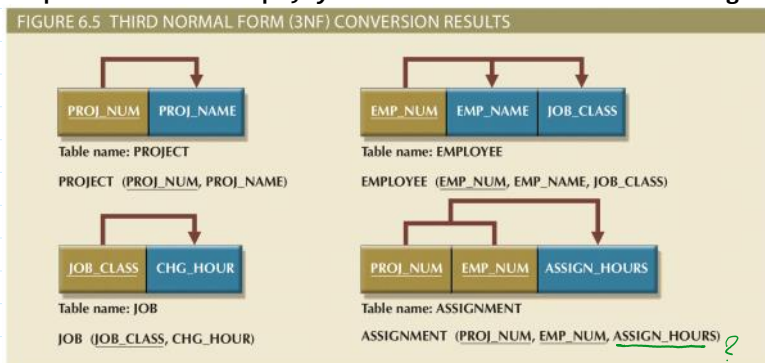 FIGURE 6.5 THIRD NORMAL FORM (3NF) CONVERSION RESULTS
PROJ_NUM PROJ_NAME
Table name: PROJECT
PROJECT (PROJ_NUM, PROJ_NAME)
EMP_NUM EMP_NAME JOB_CLASS
Table name: EMPLOYEE
EMPLOYEE (EMP_NUM, EMP_NAME, JOB_CLASS)
JOB_CLASS CHG_HOUR
Table name: JOB
JOB (JOB_CLASS, CHG_HOUR)
PROJ_NUM EMP_NUM ASSIGN_HOURS
Table name: ASSIGNMENT
ASSIGNMENT (PROJ_NUM, EMP_NUM, ASSIGN_HOURS) ?